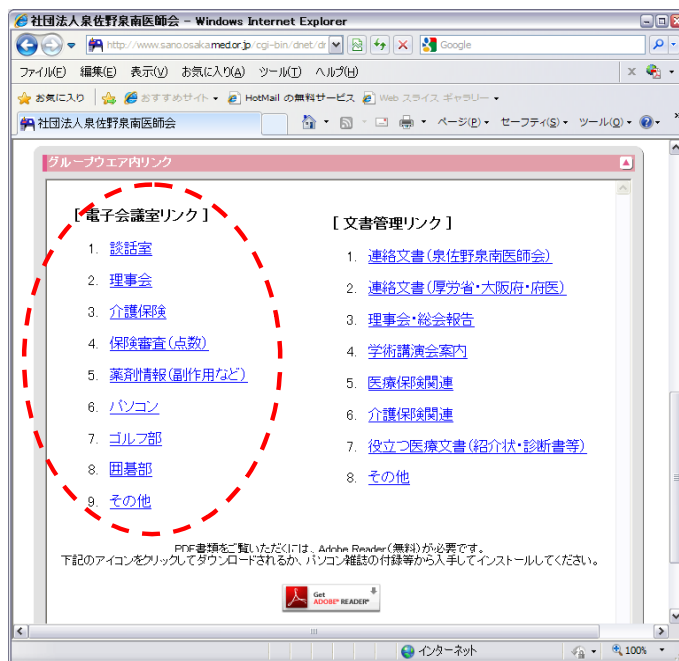 社団法人泉佐野泉南医師会 - Windows Internet Explorer
http://www.sano.osaka.med.or.jp/cgi-bin/dnet/dr
Google
ファイル(F) 編集(E) 表示(V) お気に入り(A) ツール(T) ヘルプ(H)
お気に入り おすすめサイト HotMail の無料サービス Web スライス ギャラリー
社団法人泉佐野泉南医師会 ページ(P) セーフティ(S) ツール(O)
グループウェア内リンク
[ 電子会議室リンク ]
1. 談話室
2. 理事会
3. 介護保険
4. 保険審査(点数)
5. 薬剤情報(副作用など)
6. パソコン
7. ゴルフ部
8. 囲碁部
9. その他
[ 文書管理リンク ]
1. 連絡文書(泉佐野泉南医師会)
2. 連絡文書(厚労省・大阪府・府医)
3. 理事会・総会報告
4. 学術講演会案内
5. 医療保険関連
6. 介護保険関連
7. 役立つ医療文書(紹介状・診断書等)
8. その他
PDF書類をご覧いただくには、Adobe Reader(無料)が必要です。
下記のアイコンをクリックしてダウンロードされるか、パソコン雑誌の付録等から入手してインストールしてください。
Get
ADOBE® READER®
インターネット 100%